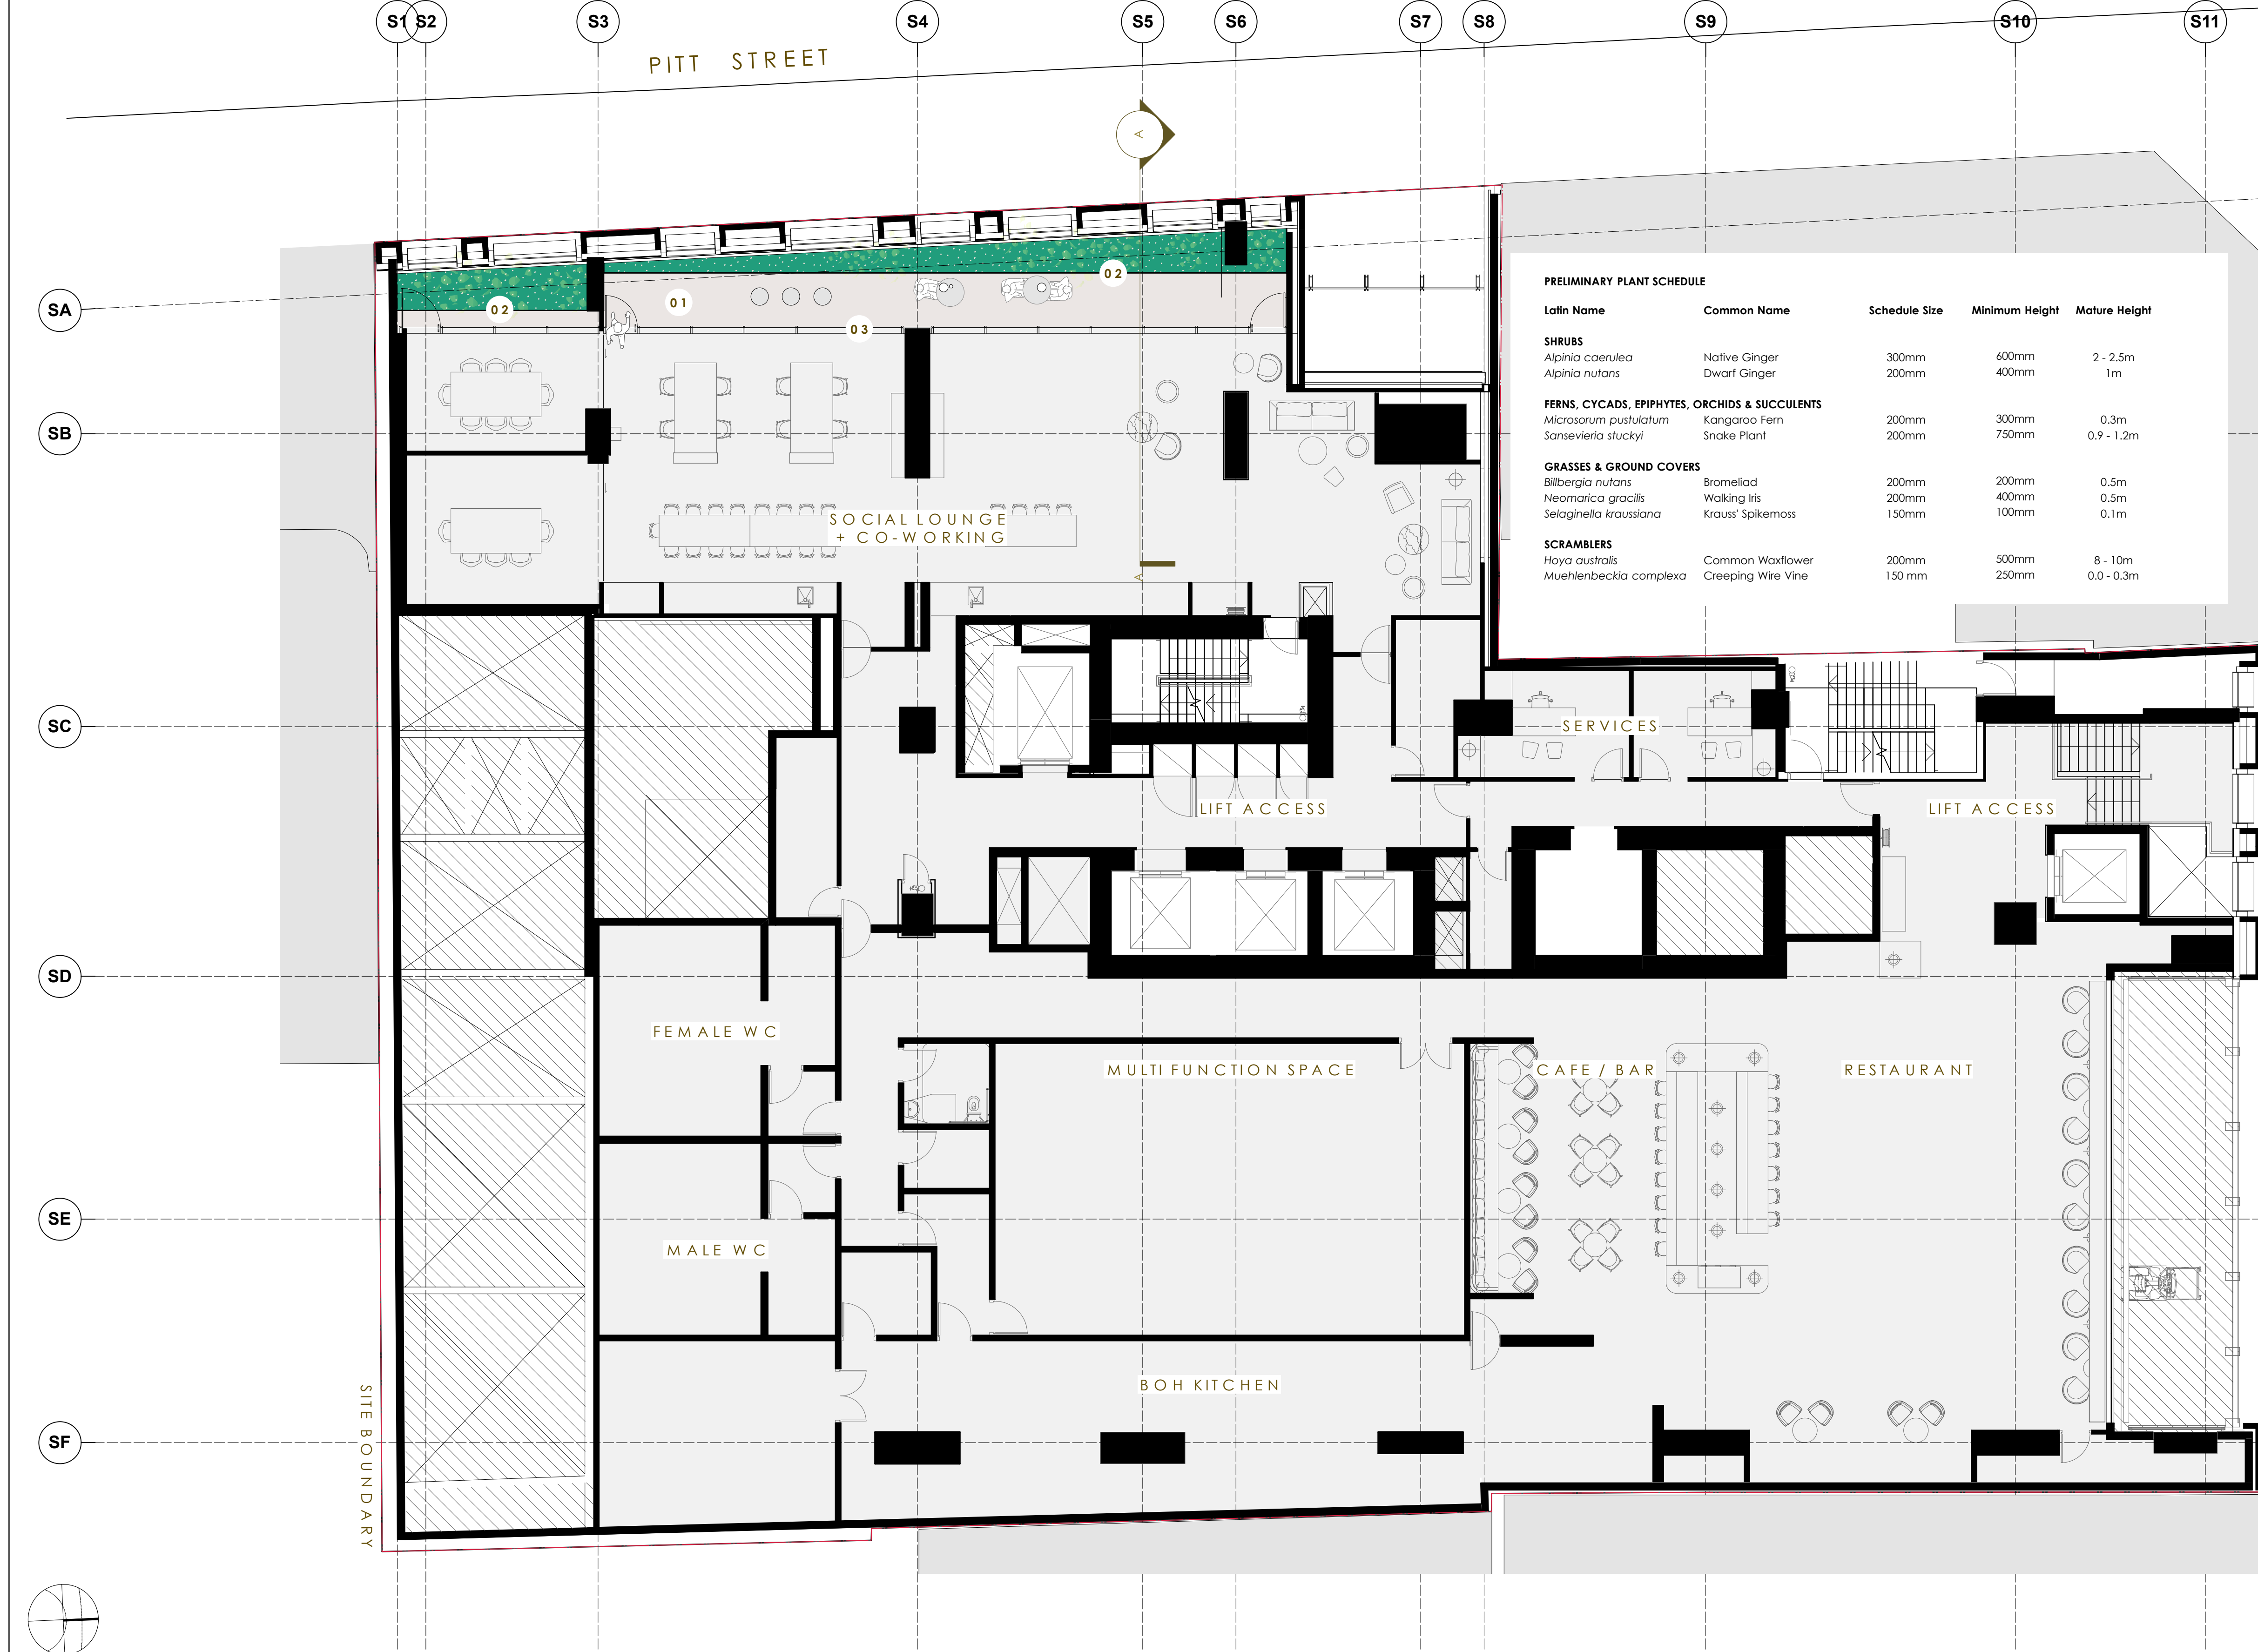 S1 S2 S3 S4 S5 S6 S7 S8 S9 S10 S11
PITT STREET
A
SA
02
01
02
03
PRELIMINARY PLANT SCHEDULE
Latin Name Common Name Schedule Size Minimum Height Mature Height
SHRUBS
Alpinia caerulea Native Ginger 300mm 600mm 2 - 2.5m
Alpinia nutans Dwarf Ginger 200mm 400mm 1m
FERNS, CYCADS, EPIPHYTES, ORCHIDS & SUCCULENTS
Microsorum pustulatum Kangaroo Fern 200mm 300mm 0.3m
Sansevieria stuckyi Snake Plant 200mm 750mm 0.9 - 1.2m
GRASSES & GROUND COVERS
Billbergia nutans Bromeliad 200mm 200mm 0.5m
Neomarica gracilis Walking Iris 200mm 400mm 0.5m
Selaginella kraussiana Krauss' Spikemoss 150mm 100mm 0.1m
SCRAMBLERS
Hoya australis Common Waxflower 200mm 500mm 8 - 10m
Muehlenbeckia complexa Creeping Wire Vine 150 mm 250mm 0.0 - 0.3m
SB
SOCIAL LOUNGE
+ CO-WORKING
A
SC
SERVICES
LIFT ACCESS
LIFT ACCESS
SD
FEMALE WC
MULTI FUNCTION SPACE
CAFE / BAR
RESTAURANT
SE
MALE WC
BOH KITCHEN
SF
SITE BOUNDARY